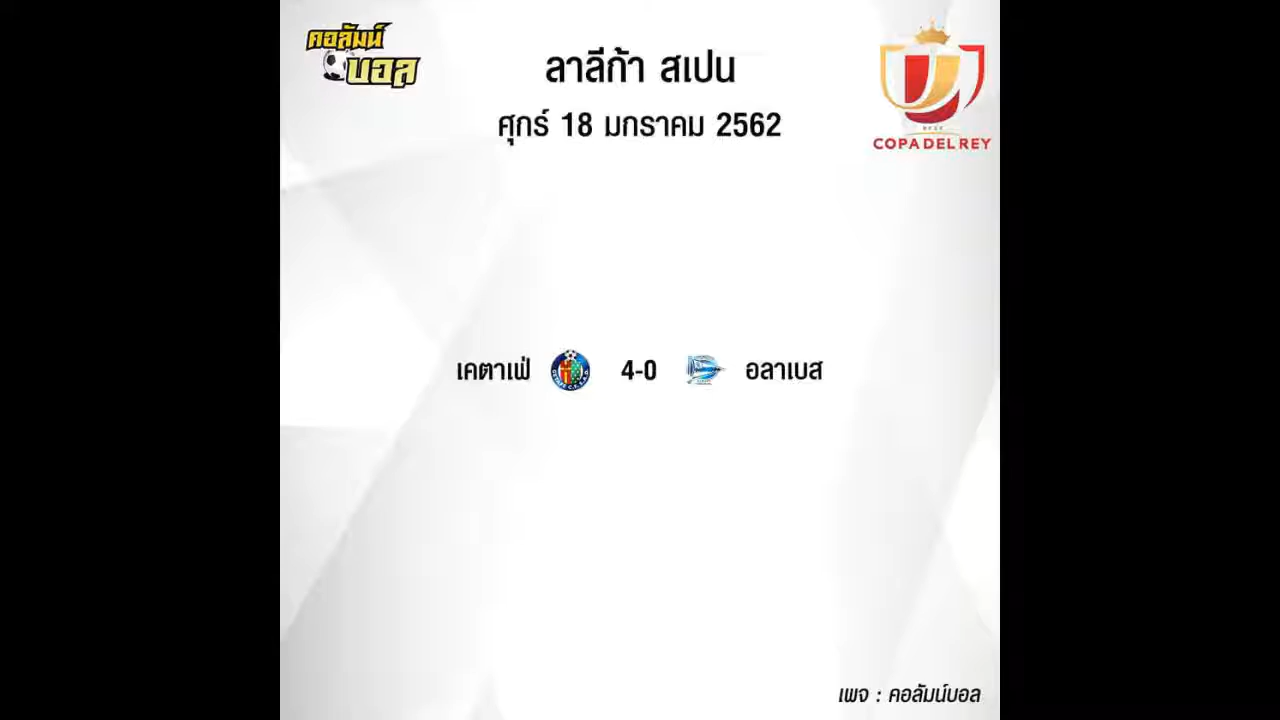 คอลัมน์
บอล
ลาลีก้า สเปน
ศุกร์ 18 มกราคม 2562
COPA DEL REY
เคตาเฟ่ 4-0 อลาเบส
เพจ : คอลัมน์บอล